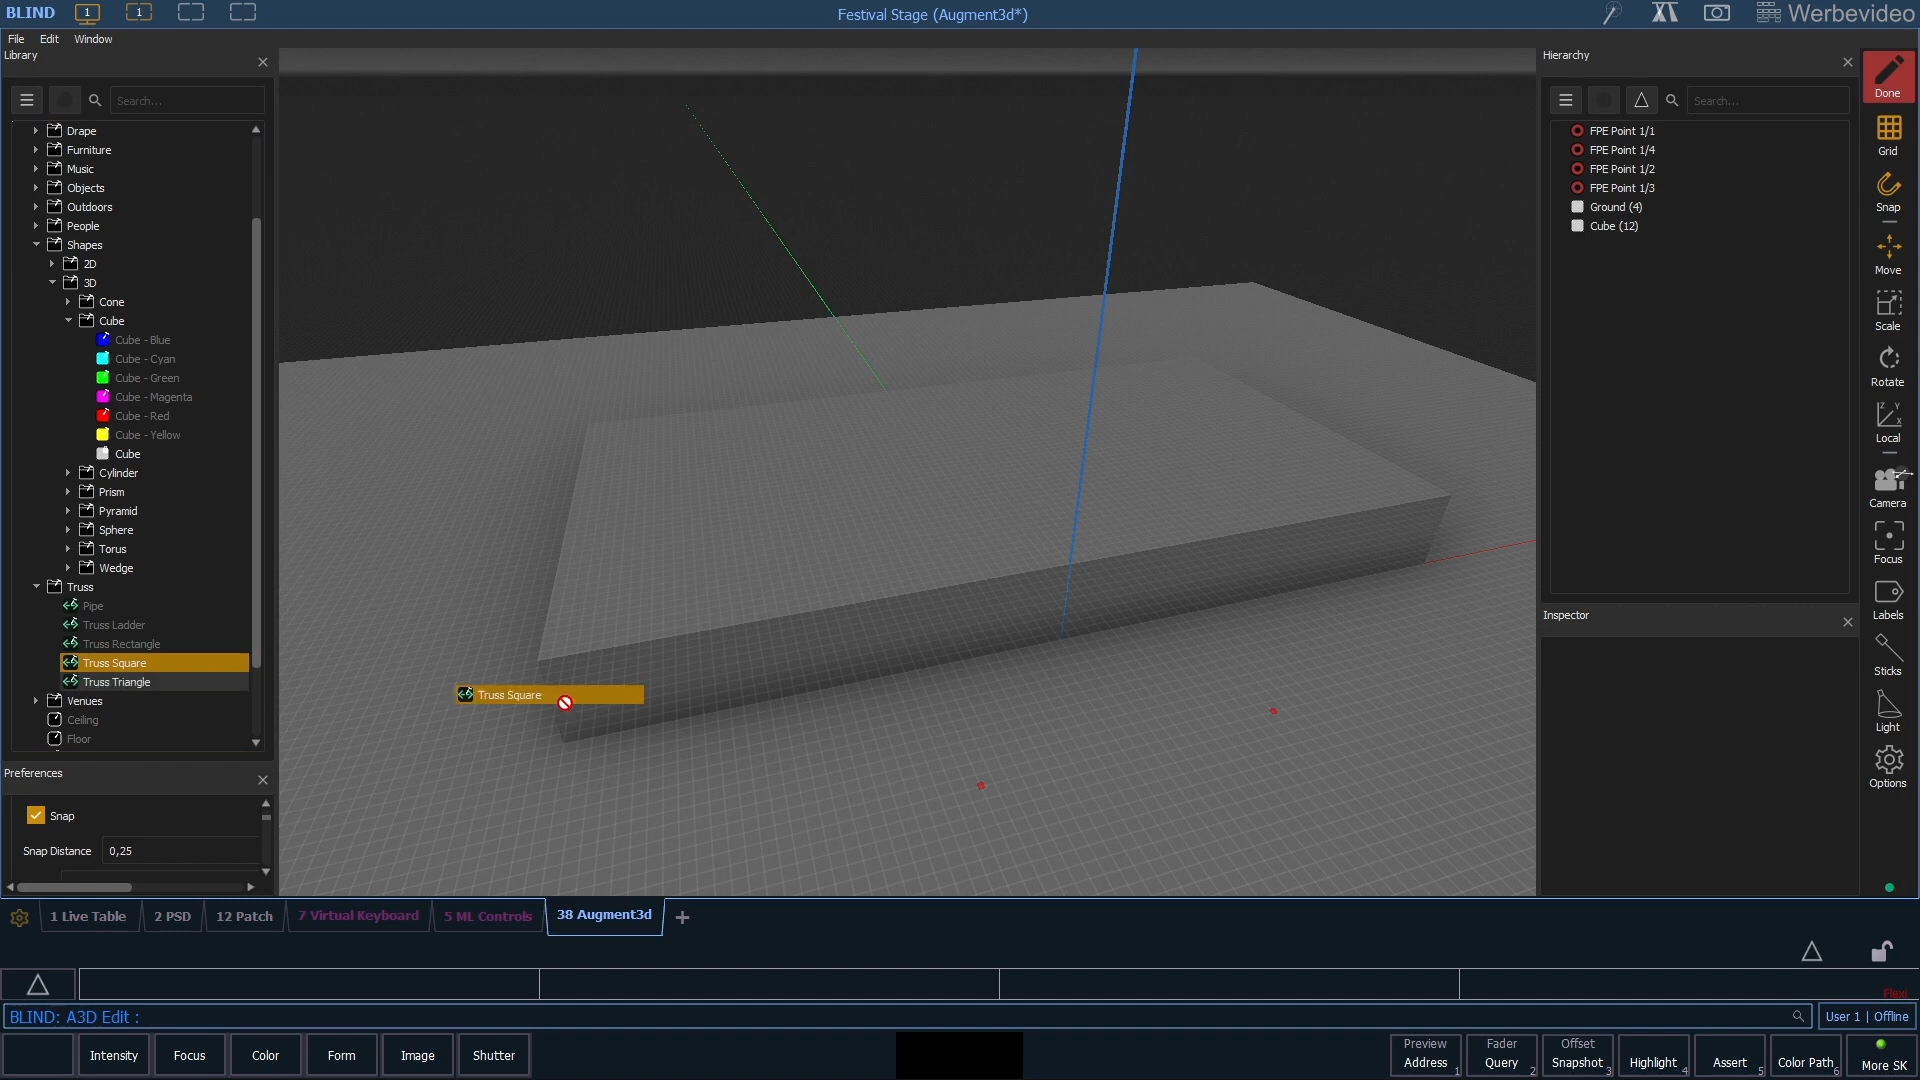 BLIND
1
1
Festival Stage (Augment3d*)
Werbevideo
File Edit Window
Library
Search...
Drape
Furniture
Music
Objects
Outdoors
People
Shapes
2D
3D
Cone
Cube
Cube - Blue
Cube - Cyan
Cube - Green
Cube - Magenta
Cube - Red
Cube - Yellow
Cube
Cylinder
Prism
Pyramid
Sphere
Torus
Wedge
Truss
Pipe
Truss Ladder
Truss Rectangle
Truss Square
Truss Triangle
Venues
Ceiling
Floor
Preferences
Snap
Snap Distance 0,25
Truss Square
Hierarchy
Search...
FPE Point 1/1
FPE Point 1/4
FPE Point 1/2
FPE Point 1/3
Ground (4)
Cube (12)
Inspector
Done
Grid
Snap
Move
Scale
Rotate
Z Y X
Local
Camera
Focus
Labels
Sticks
Light
Options
1 Live Table
2 PSD
12 Patch
7 Virtual Keyboard
5 ML Controls
38 Augment3d
Flexi
BLIND: A3D Edit :
User 1 | Offline
Intensity
Focus
Color
Form
Image
Shutter
Preview
Address 1
Fader
Query 2
Offset
Snapshot 3
Highlight 4
Assert 5
Color Path 6
More SK